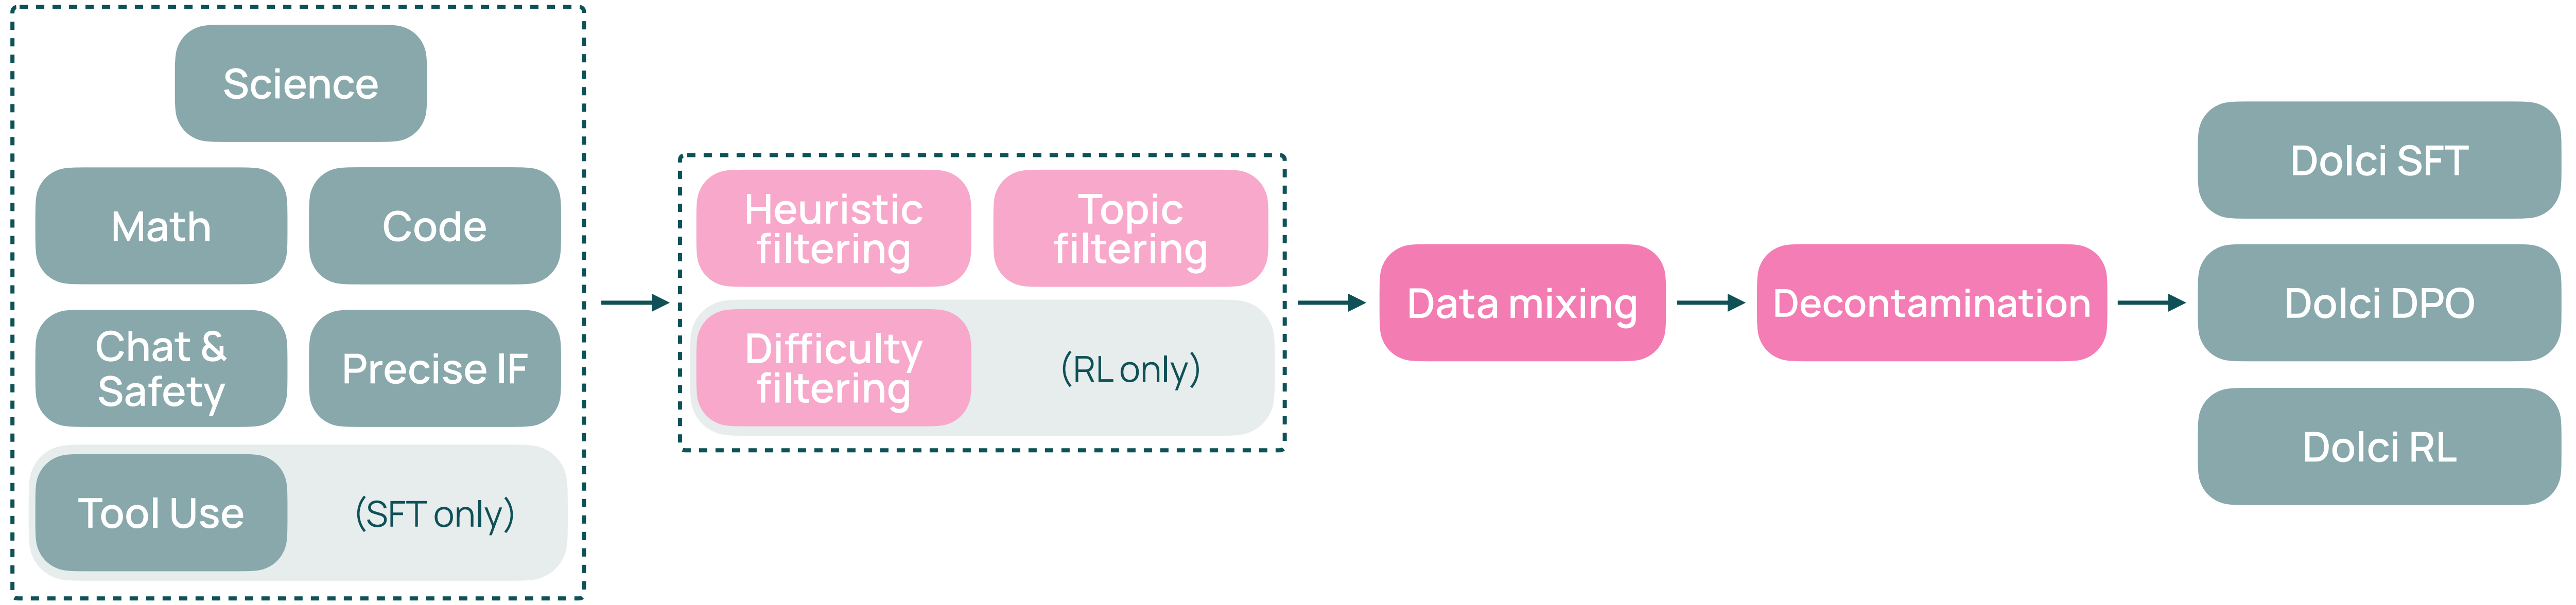 Science
Math
Code
Chat &
Safety
Precise IF
Tool Use
(SFT only)
Heuristic
filtering
Topic
filtering
Difficulty
filtering
(RL only)
Data mixing
Decontamination
Dolci SFT
Dolci DPO
Dolci RL